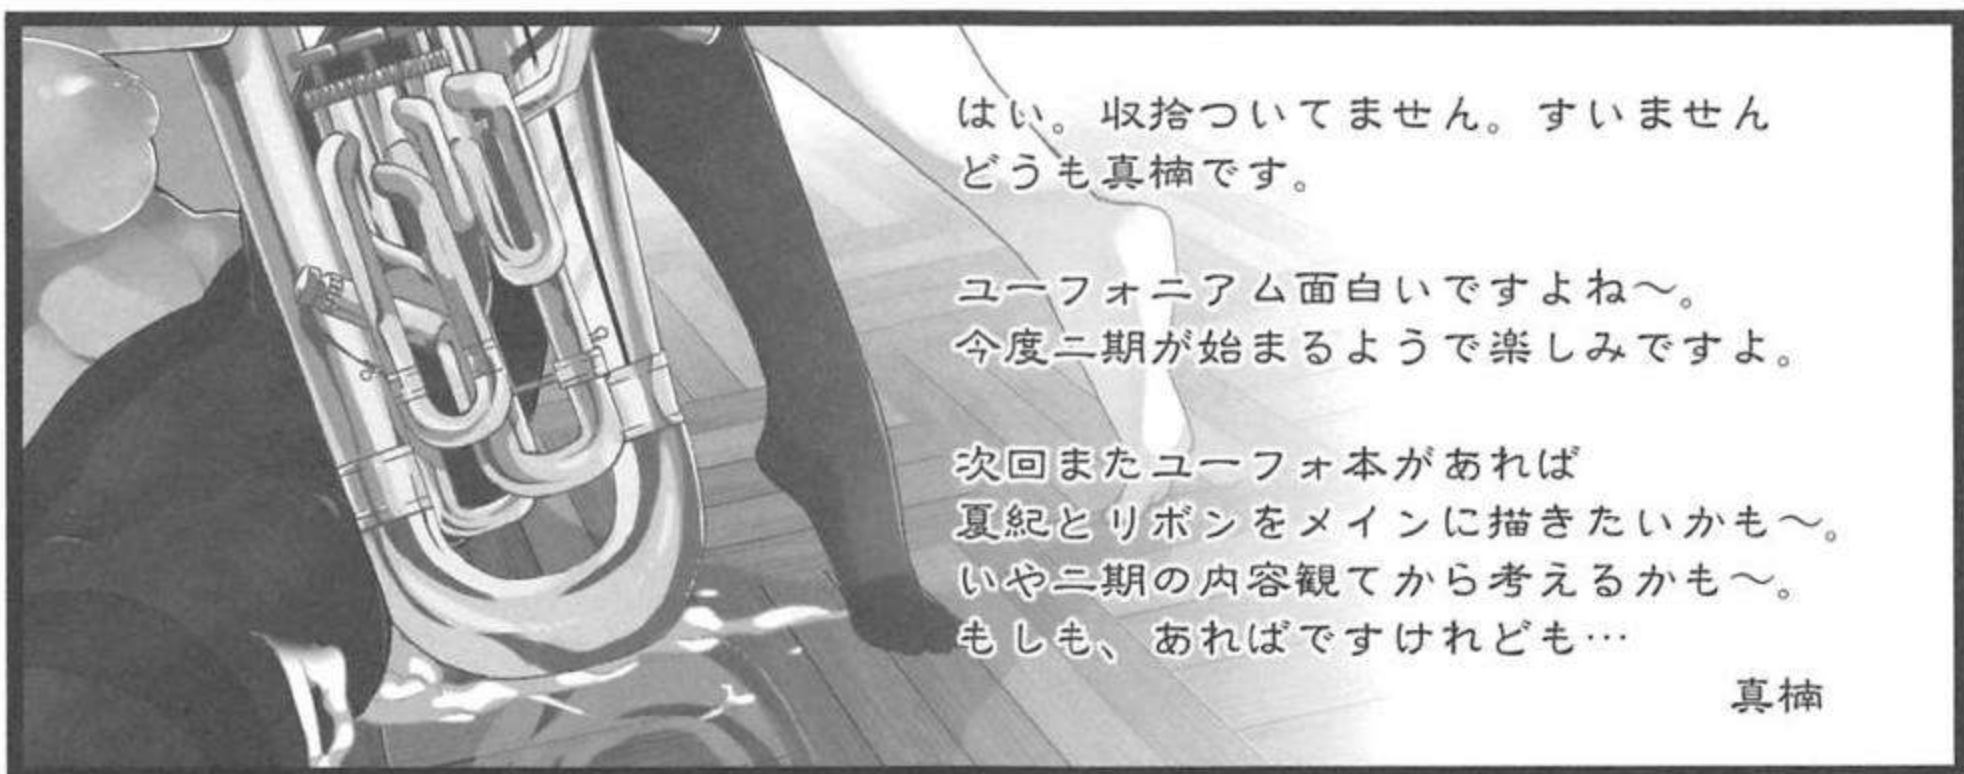 はい。収拾ついてません。すいません
どうも真楠です。
ユーフォニアム面白いですよね～。
今度二期が始まるようで楽しみですよ。
次回またユーフォ本があれば
夏紀とリボンをメインに描きたいかも～。
いや二期の内容観てから考えるかも～。
もしも、あればですけれども…
真楠